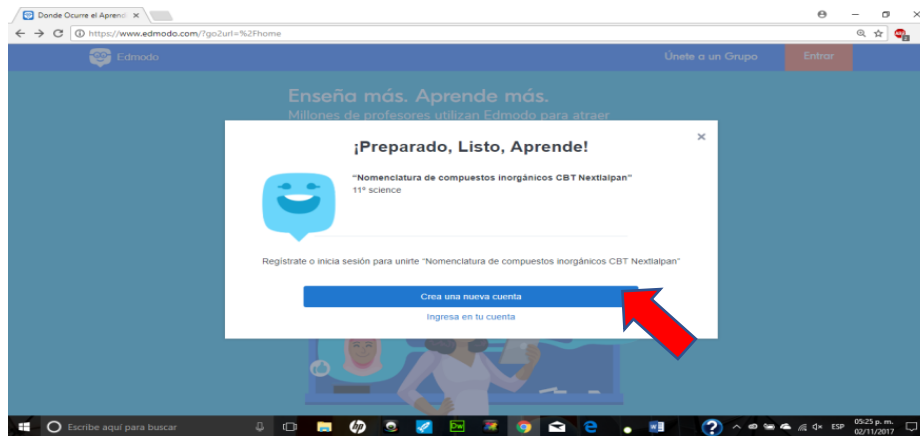 Donde Ocurre el Aprendi
https://www.edmodo.com/?go2url=%2Fhome
Edmodo
Únete a un Grupo
Entrar
Enseña más. Aprende más.
Millones de profesores utilizan Edmodo para atraer
¡Preparado, Listo, Aprende!
"Nomenclatura de compuestos inorgánicos CBT Nextlalpan"
11º science
Regístrate o inicia sesión para unirte "Nomenclatura de compuestos inorgánicos CBT Nextlalpan"
Crea una nueva cuenta
Ingresa en tu cuenta
Escribe aquí para buscar
hp
Dw
ESP
05:25 p. m.
02/11/2017